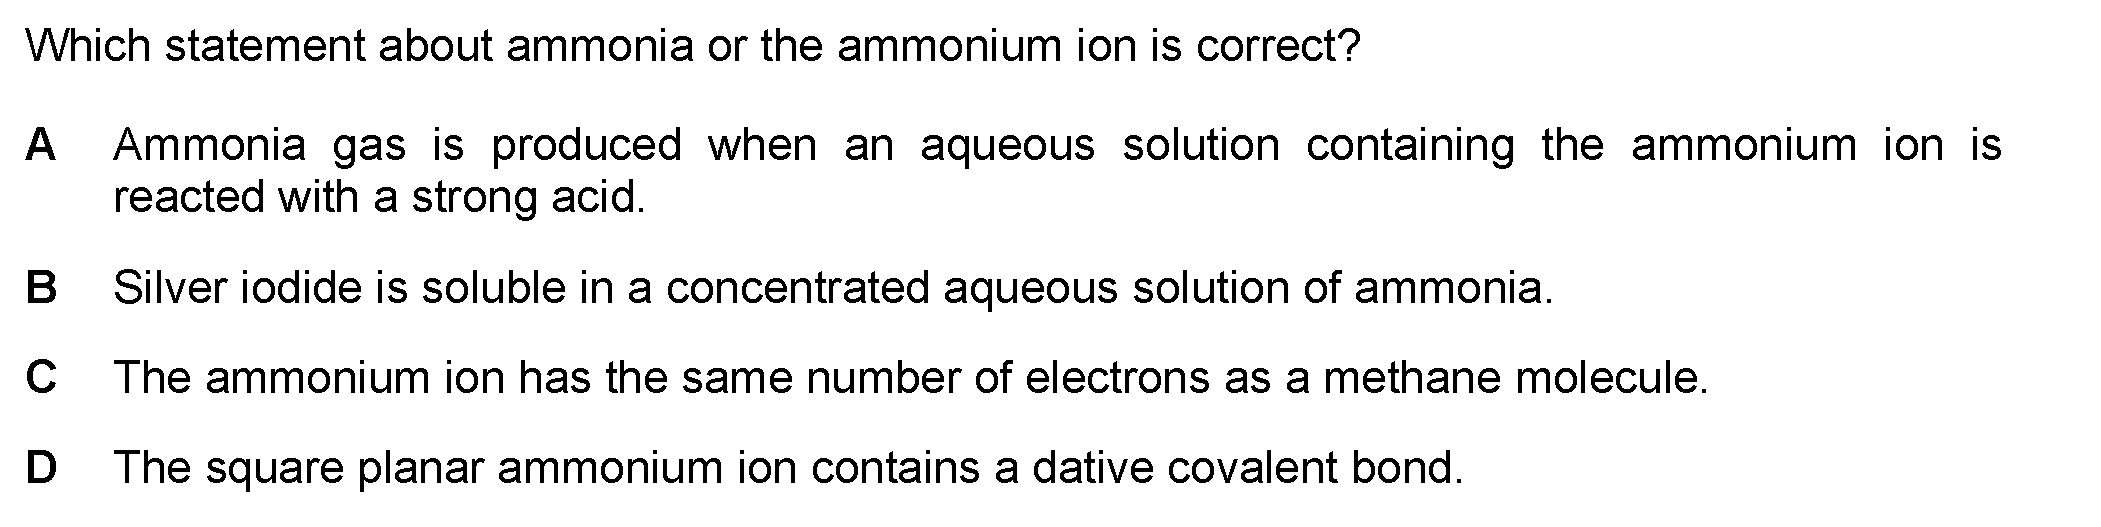 Which statement about ammonia or the ammonium ion is correct?
A Ammonia gas is produced when an aqueous solution containing the ammonium ion is
reacted with a strong acid.
B Silver iodide is soluble in a concentrated aqueous solution of ammonia.
C The ammonium ion has the same number of electrons as a methane molecule.
D The square planar ammonium ion contains a dative covalent bond.